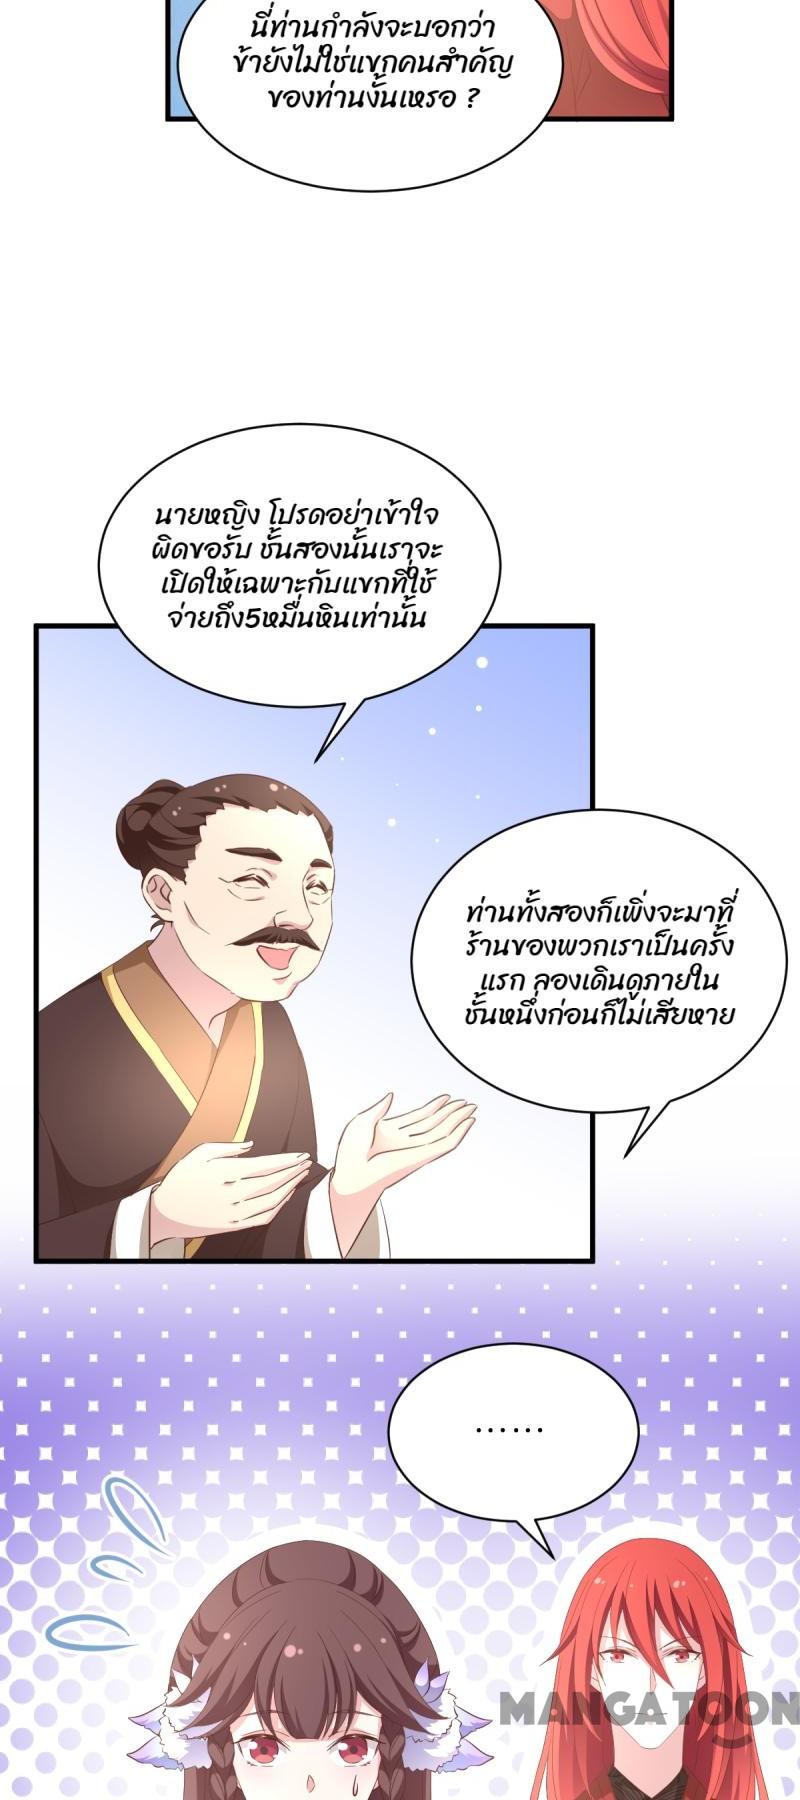 นี่ท่านกำลังจะบอกว่า
ข้ายังไม่ใช่แขกคนสำคัญ
ของท่านงั้นเหรอ ?
นายหญิง โปรดอย่าเข้าใจ
ผิดขอรับ ชั้นสองนั้นเราจะ
เปิดให้เฉพาะกับแขกที่ใช้
จ่ายถึง5หมื่นหินเท่านั้น
ท่านทั้งสองก็เพิ่งจะมาที่
ร้านของพวกเราเป็นครั้ง
แรก ลองเดินดูภายใน
ชั้นหนึ่งก่อนก็ไม่เสียหาย
......
MANGATOON